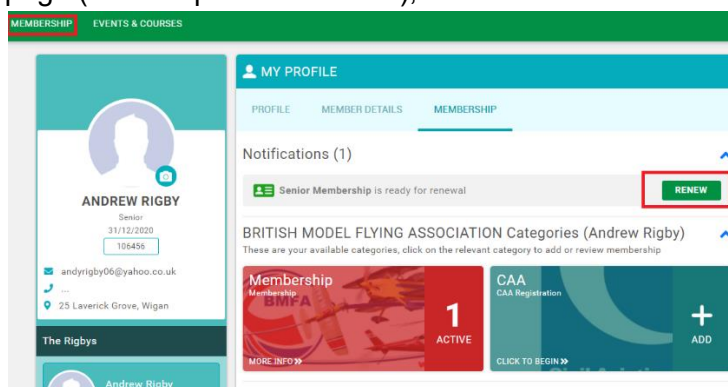 MEMBERSHIP EVENTS & COURSES
ANDREW RIGBY
Senior
31/12/2020
106456
andyrigby06@yahoo.co.uk
...
25 Laverick Grove, Wigan
The Rigbys
Andrew Rigby
MY PROFILE
PROFILE MEMBER DETAILS MEMBERSHIP
Notifications (1)
Senior Membership is ready for renewal RENEW
BRITISH MODEL FLYING ASSOCIATION Categories (Andrew Rigby)
These are your available categories, click on the relevant category to add or review membership
Membership
Membership
BMFA
1
ACTIVE
MORE INFO
CAA
CAA Registration
+
ADD
CLICK TO BEGIN